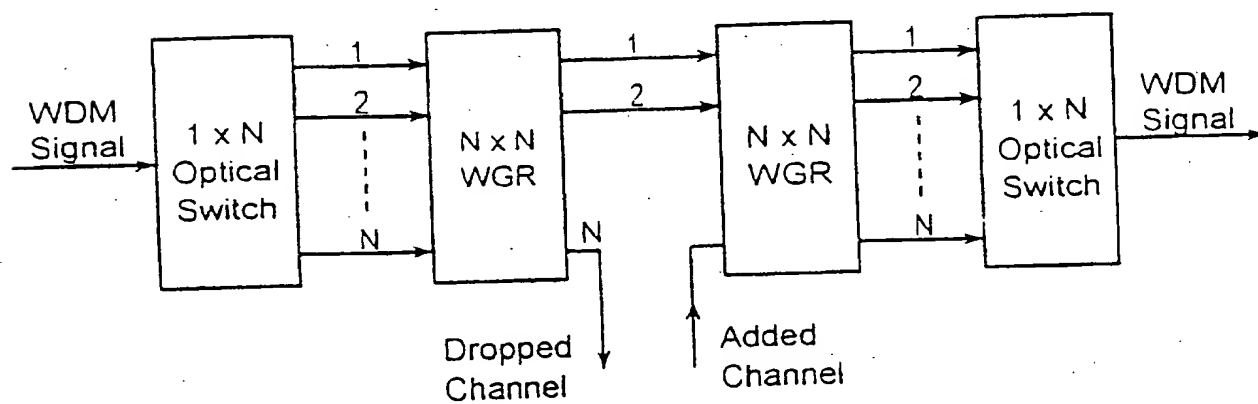 WDM
Signal
1 x N
Optical
Switch
1
2
N
N x N
WGR
1
2
N
Dropped
Channel
Added
Channel
N x N
WGR
1
2
N
1 x N
Optical
Switch
WDM
Signal